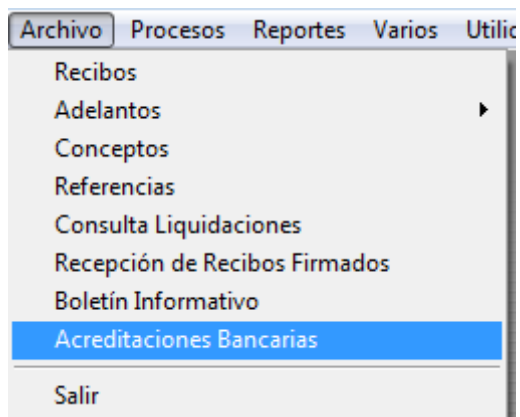 Archivo Procesos Reportes Varios
Recibos
Adelantos
Conceptos
Referencias
Consulta Liquidaciones
Recepción de Recibos Firmados
Boletín Informativo
Acreditaciones Bancarias
Salir